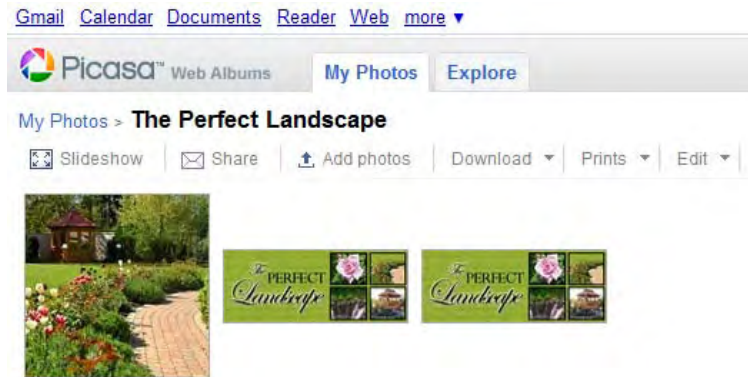 Gmail Calendar Documents Reader Web more ▼
Picasa™ Web Albums My Photos Explore
My Photos > The Perfect Landscape
Slideshow Share Add photos Download ▼ Prints ▼ Edit ▼
The PERFECT Landscape
The PERFECT Landscape